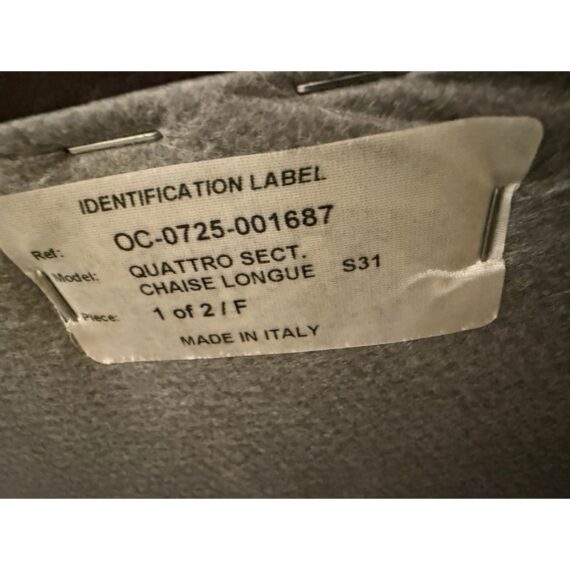 IDENTIFICATION LABEL
Ref: OC-0725-001687
Model: QUATTRO SECT.
CHAISE LONGUE S31
Piece: 1 of 2 / F
MADE IN ITALY